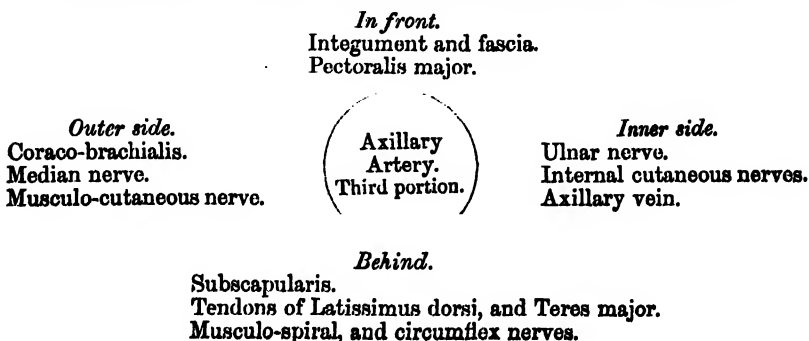 In front.
Integument and fascia.
Pectoralis major.
Outer side.
Coraco-brachialis.
Median nerve.
Musculo-cutaneous nerve.
Axillary
Artery.
Third portion.
Inner side.
Ulnar nerve.
Internal cutaneous nerves.
Axillary vein.
Behind.
Subscapularis.
Tendons of Latissimus dorsi, and Teres major.
Musculo-spiral, and circumflex nerves.